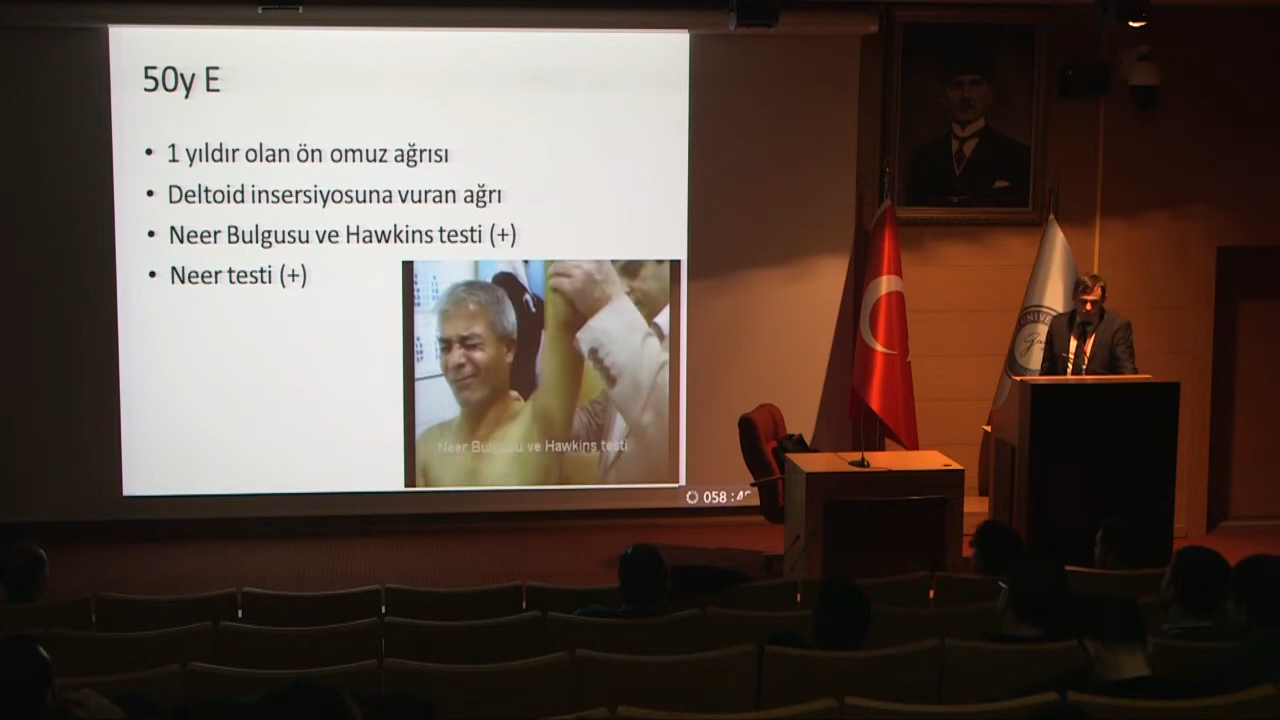 50y E
• 1 yıldır olan ön omuz ağrısı
• Deltoid insersiyosuna vuran ağrı
• Neer Bulgusu ve Hawkins testi (+)
• Neer testi (+)
Neer Bulgusu ve Hawkins testi
058 :